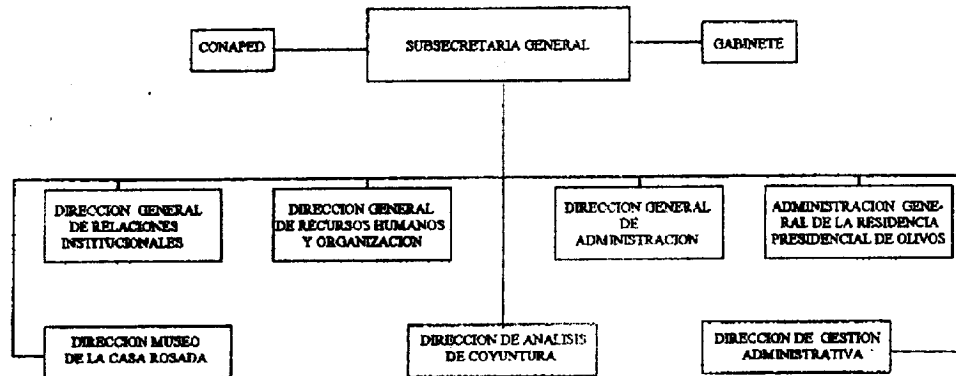 CONAPED
SUBSECRETARIA GENERAL
GABINETE
DIRECCION GENERAL
DE RELACIONES
INSTITUCIONALES
DIRECCION GENERAL
DE RECURSOS HUMANOS
Y ORGANIZACION
DIRECCION GENERAL
DE
ADMINISTRACION
ADMINISTRACION GENE-
RAL DE LA RESIDENCIA
PRESIDENCIAL DE OLIVOS
DIRECCION MUSEO
DE LA CASA ROSADA
DIRECCION DE ANALISIS
DE COYUNTURA
DIRECCION DE GESTION
ADMINISTRATIVA